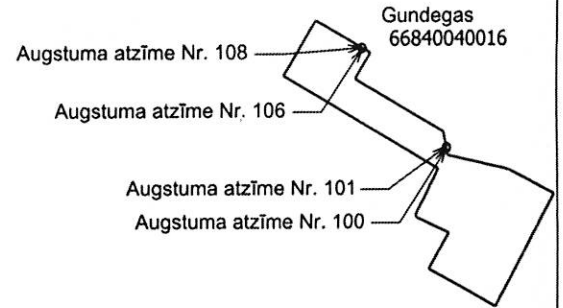 Gundegas
66840040016
Augstuma atzīme Nr. 108
Augstuma atzīme Nr. 106
Augstuma atzīme Nr. 101
Augstuma atzīme Nr. 100